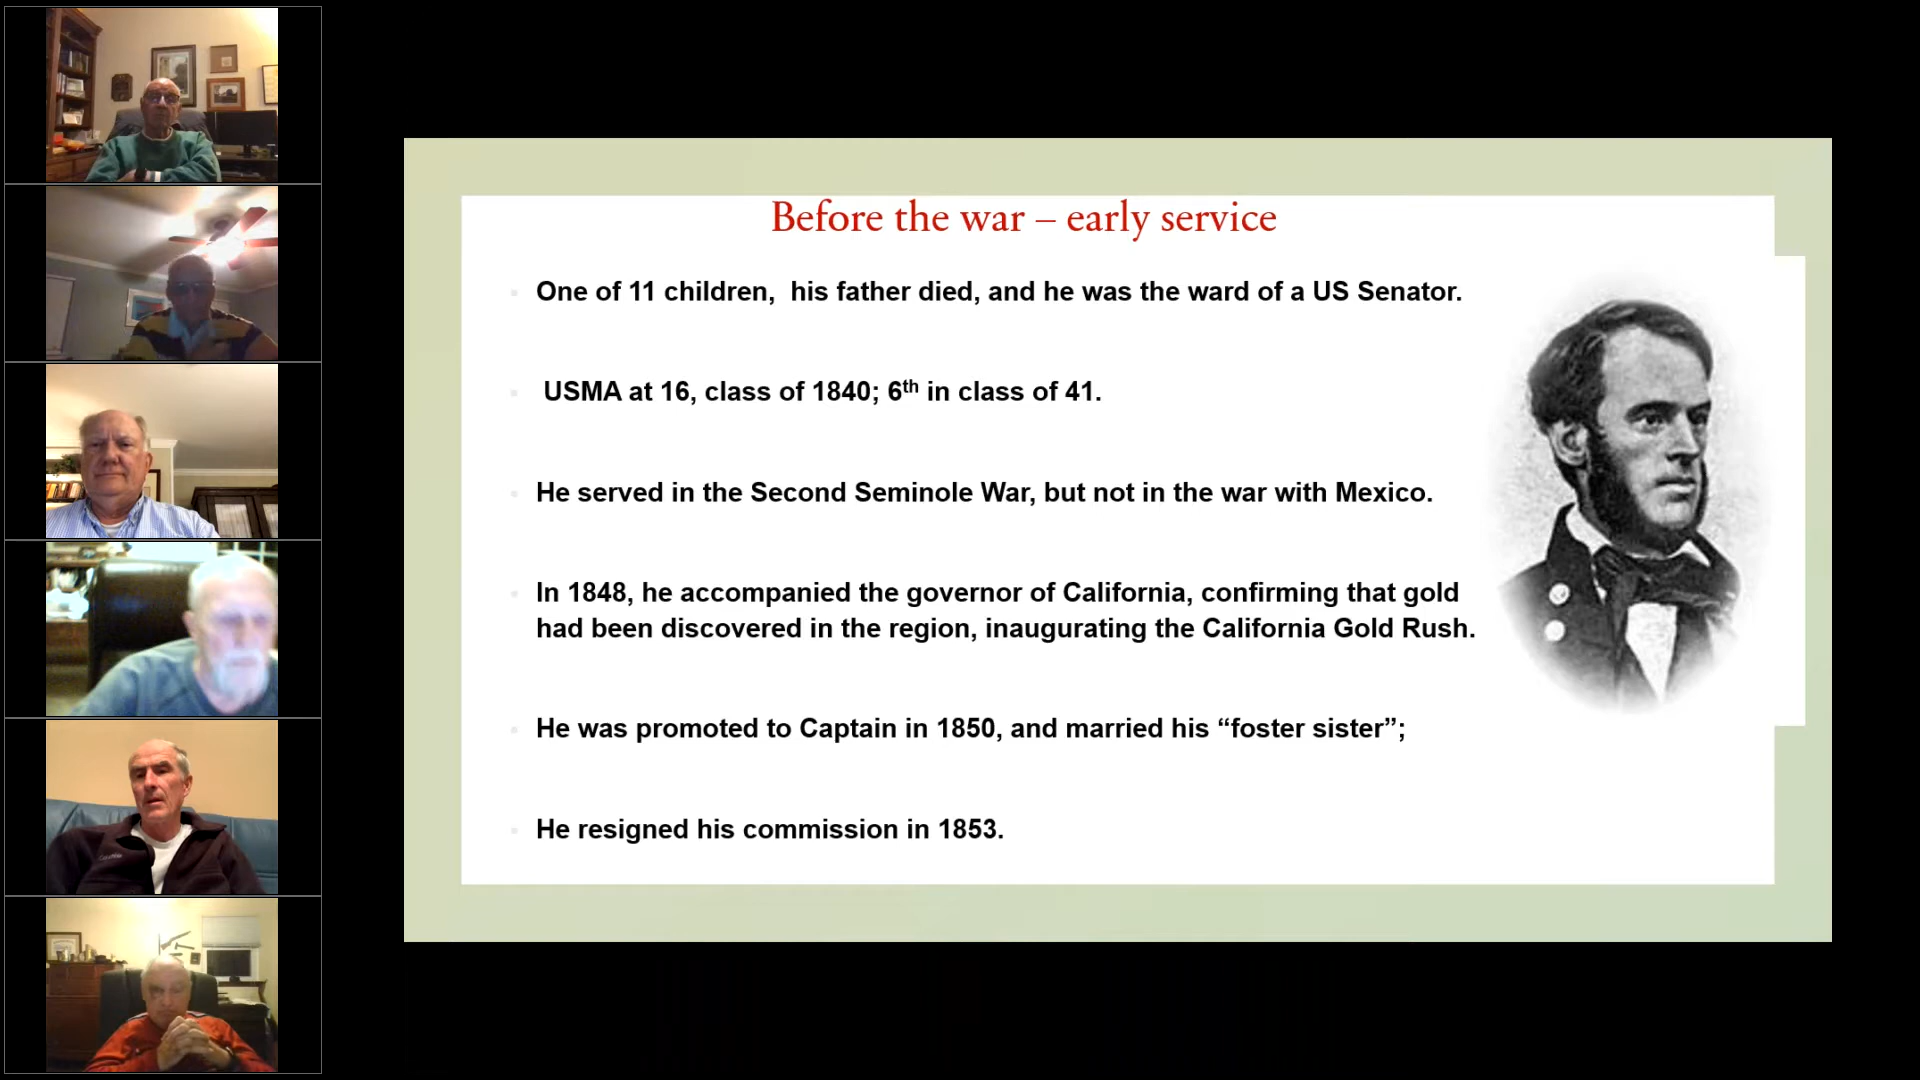 Before the war – early service
One of 11 children,  his father died, and he was the ward of a US Senator.
USMA at 16, class of 1840; 6th in class of 41.
He served in the Second Seminole War, but not in the war with Mexico.
In 1848, he accompanied the governor of California, confirming that gold
had been discovered in the region, inaugurating the California Gold Rush.
He was promoted to Captain in 1850, and married his “foster sister”;
He resigned his commission in 1853.